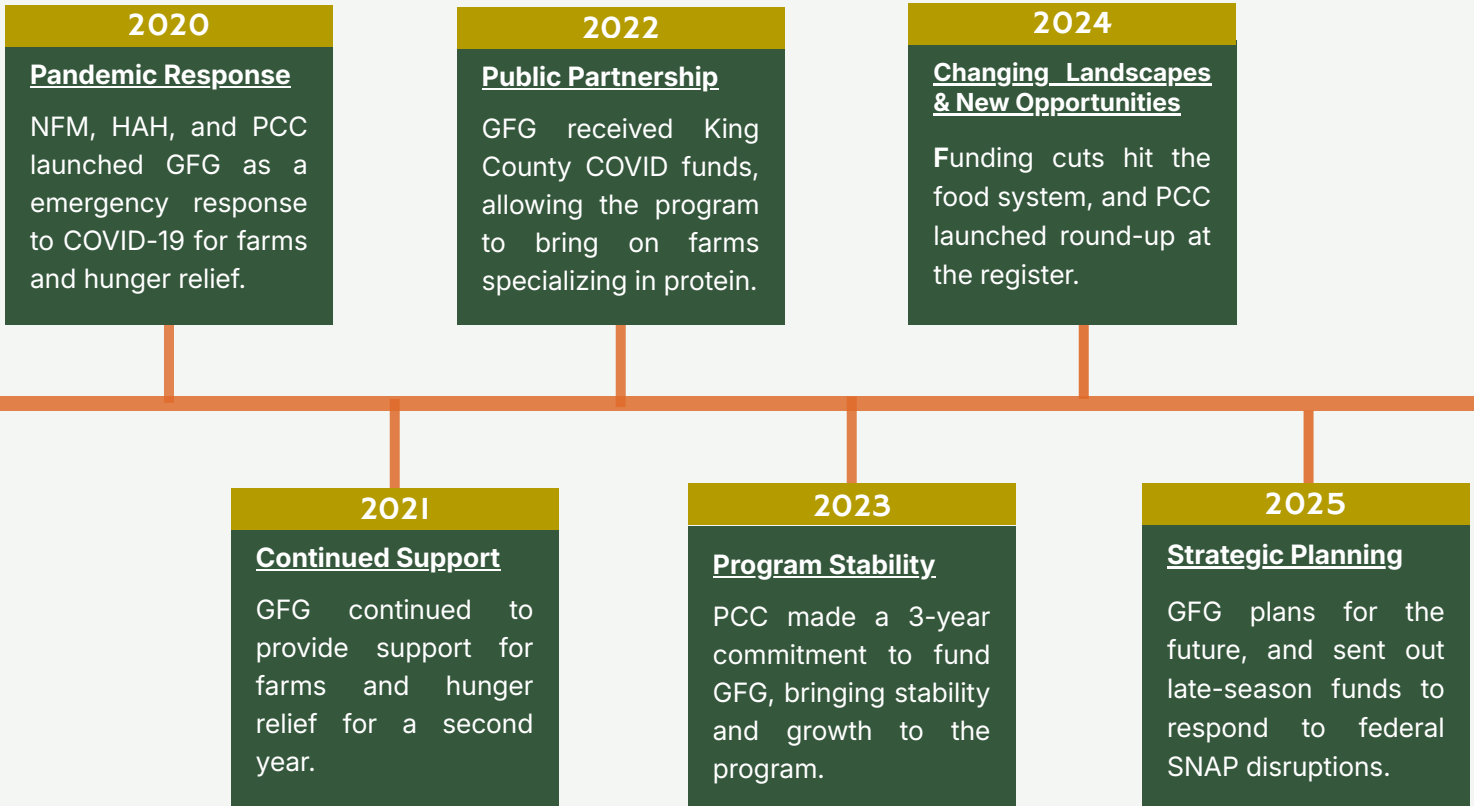 2020
Pandemic Response
NFM, HAH, and PCC
launched GFG as a
emergency response
to COVID-19 for farms
and hunger relief.
2021
Continued Support
GFG continued to
provide support for
farms and hunger
relief for a second
year.
2022
Public Partnership
GFG received King
County COVID funds,
allowing the program
to bring on farms
specializing in protein.
2023
Program Stability
PCC made a 3-year
commitment to fund
GFG, bringing stability
and growth to the
program.
2024
Changing Landscapes
& New Opportunities
Funding cuts hit the
food system, and PCC
launched round-up at
the register.
2025
Strategic Planning
GFG plans for the
future, and sent out
late-season funds to
respond to federal
SNAP disruptions.